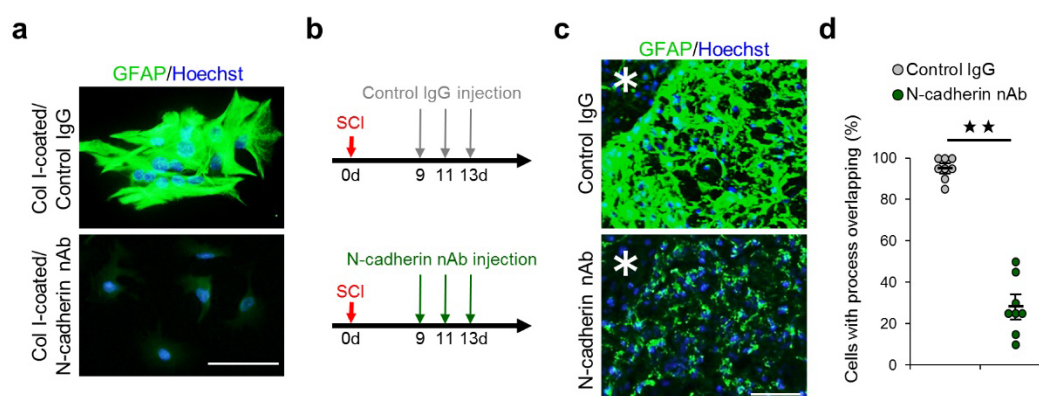 a
GFAP/Hoechst
Col I-coated/
Control IgG
Col I-coated/
N-cadherin nAb
b
Control IgG injection
SCI
0d
9
11
13d
N-cadherin nAb injection
SCI
0d
9
11
13d
c
GFAP/Hoechst
Control IgG
N-cadherin nAb
*
*
d
Control IgG
N-cadherin nAb
★★
Cells with process overlapping (%)
100
80
60
40
20
0